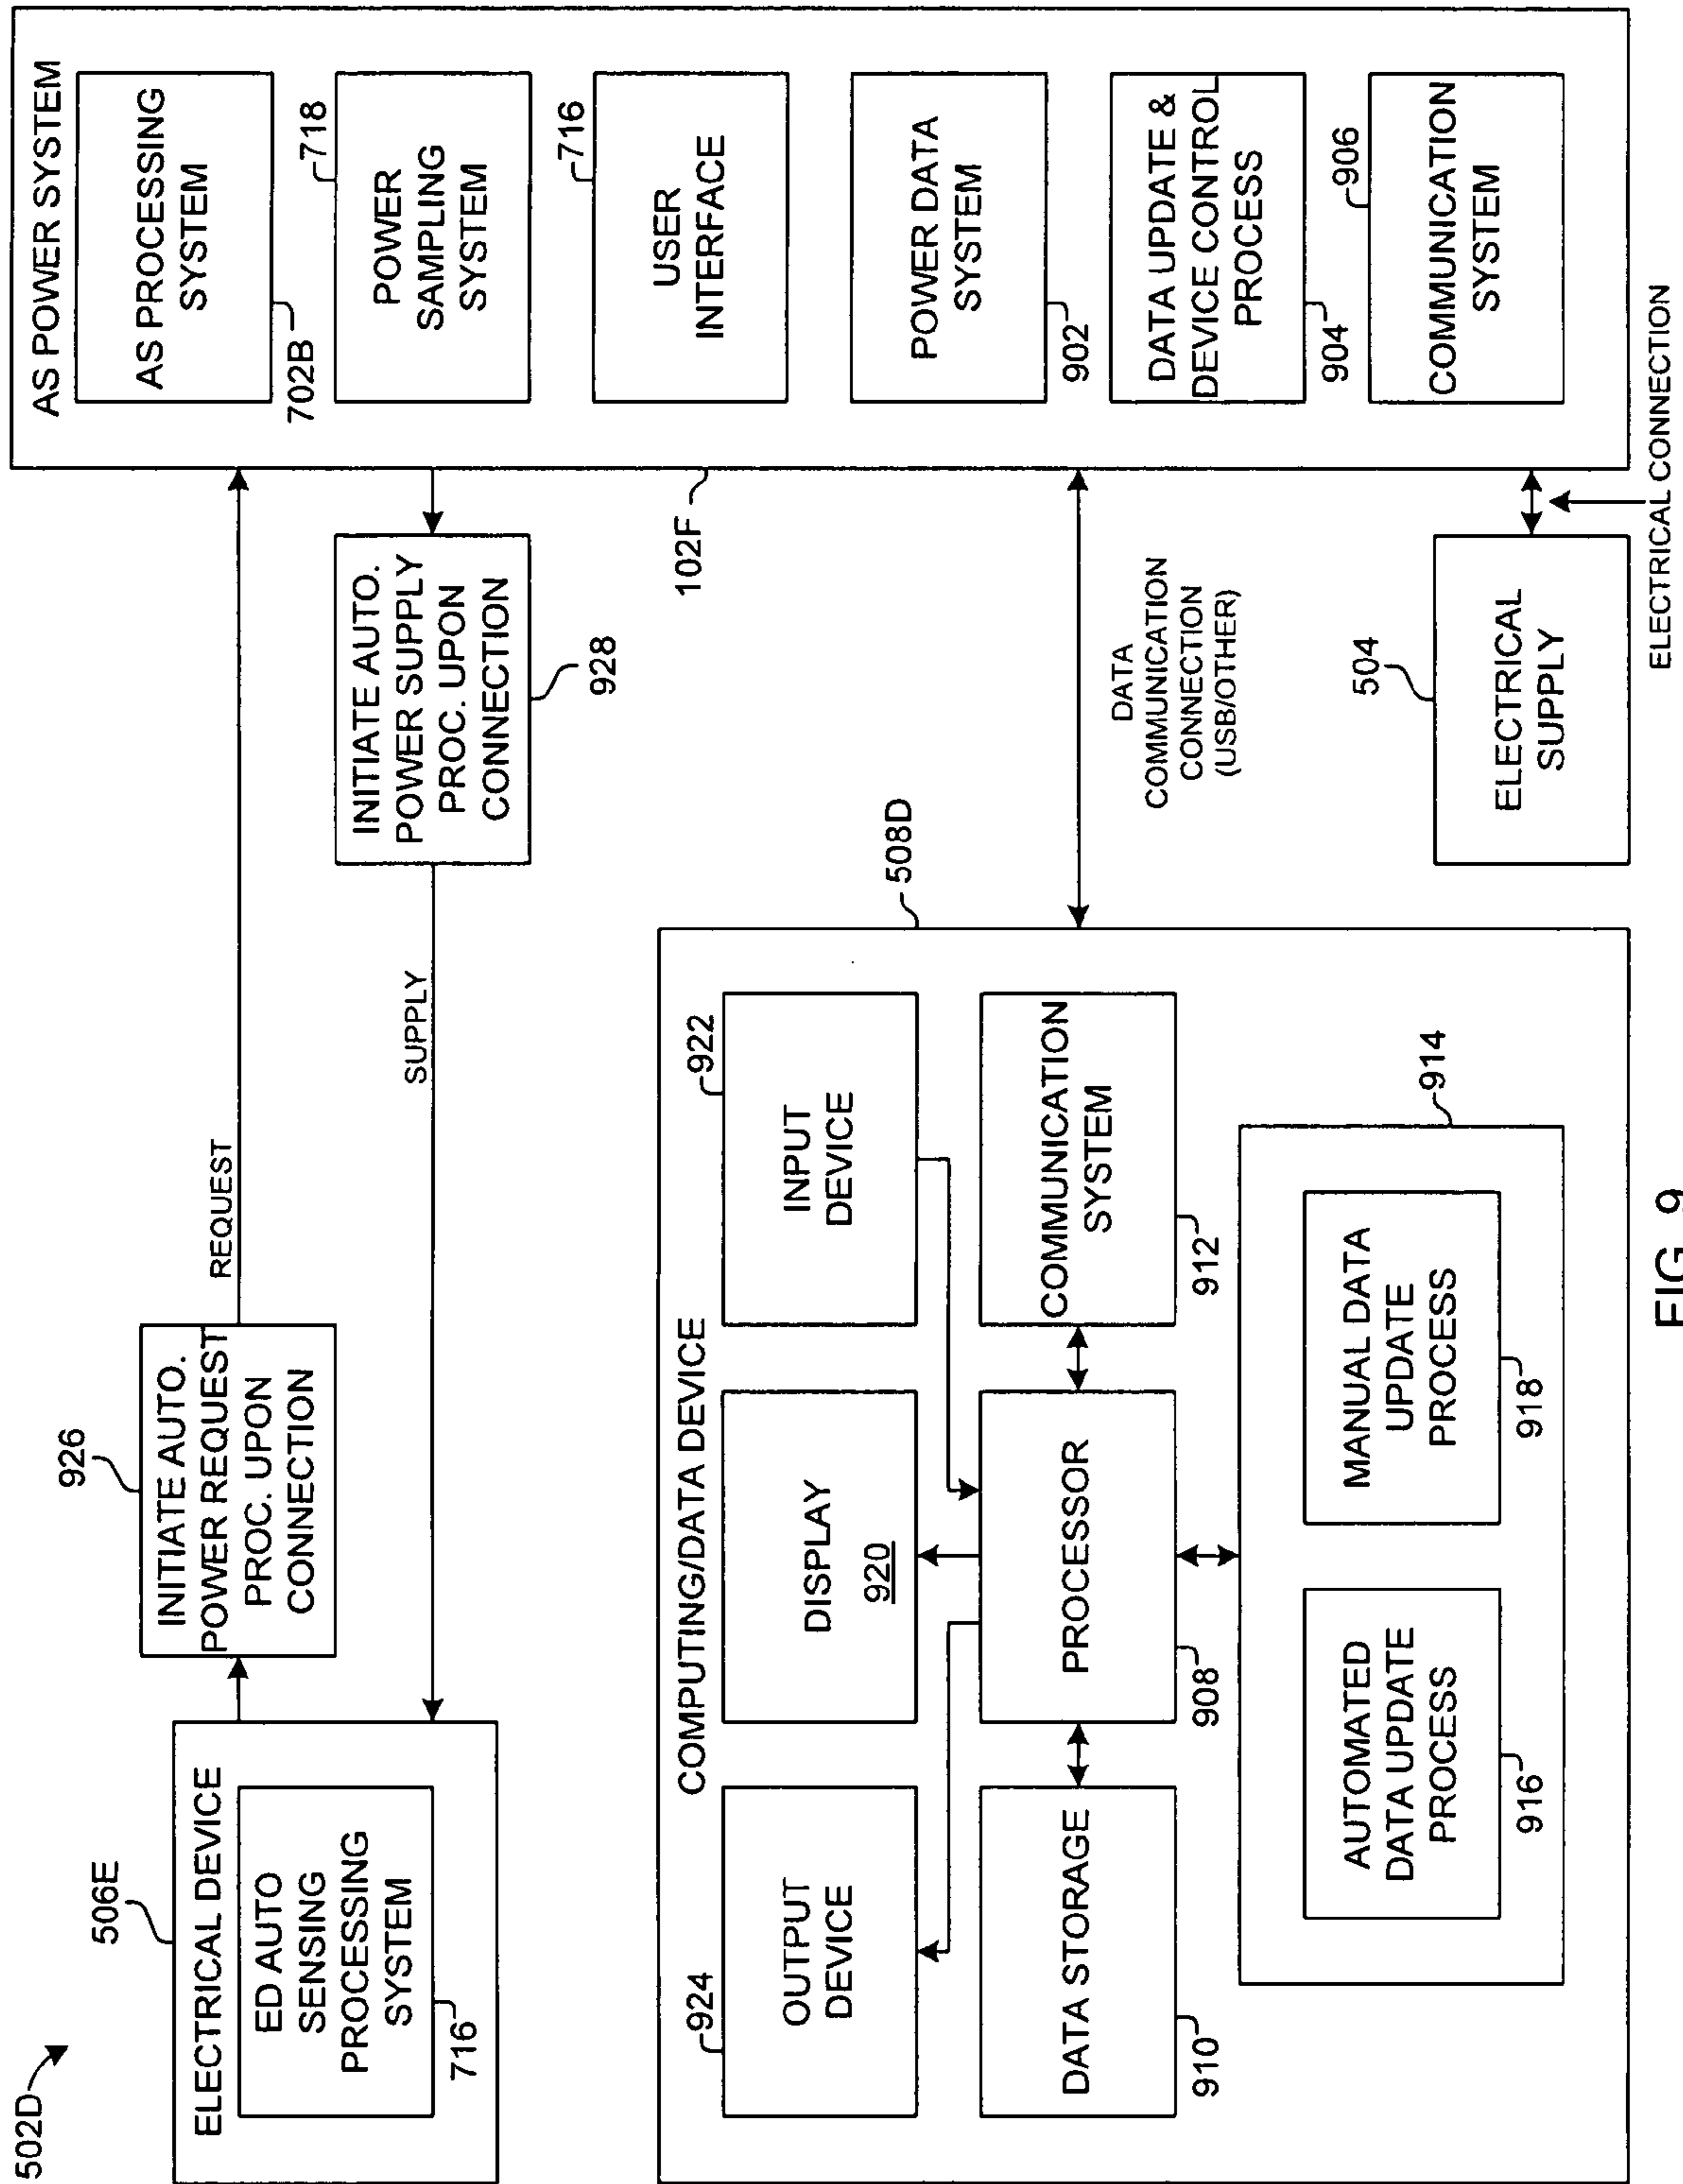 502D
506E
ELECTRICAL DEVICE
ED AUTO
SENSING
PROCESSING
SYSTEM
716
926
INITIATE AUTO.
POWER REQUEST
PROC. UPON
CONNECTION
REQUEST
SUPPLY
INITIATE AUTO.
POWER SUPPLY
PROC. UPON
CONNECTION
928
102F
AS POWER SYSTEM
AS PROCESSING
SYSTEM
702B
718
POWER
SAMPLING
SYSTEM
716
USER
INTERFACE
POWER DATA
SYSTEM
902
DATA UPDATE &
DEVICE CONTROL
PROCESS
904
906
COMMUNICATION
SYSTEM
COMPUTING/DATA DEVICE
508D
924
OUTPUT
DEVICE
DISPLAY
920
922
INPUT
DEVICE
DATA STORAGE
910
PROCESSOR
908
COMMUNICATION
SYSTEM
912
914
AUTOMATED
DATA UPDATE
PROCESS
916
MANUAL DATA
UPDATE
PROCESS
918
DATA
COMMUNICATION
CONNECTION
(USB/OTHER)
504
ELECTRICAL
SUPPLY
ELECTRICAL CONNECTION
FIG. 9